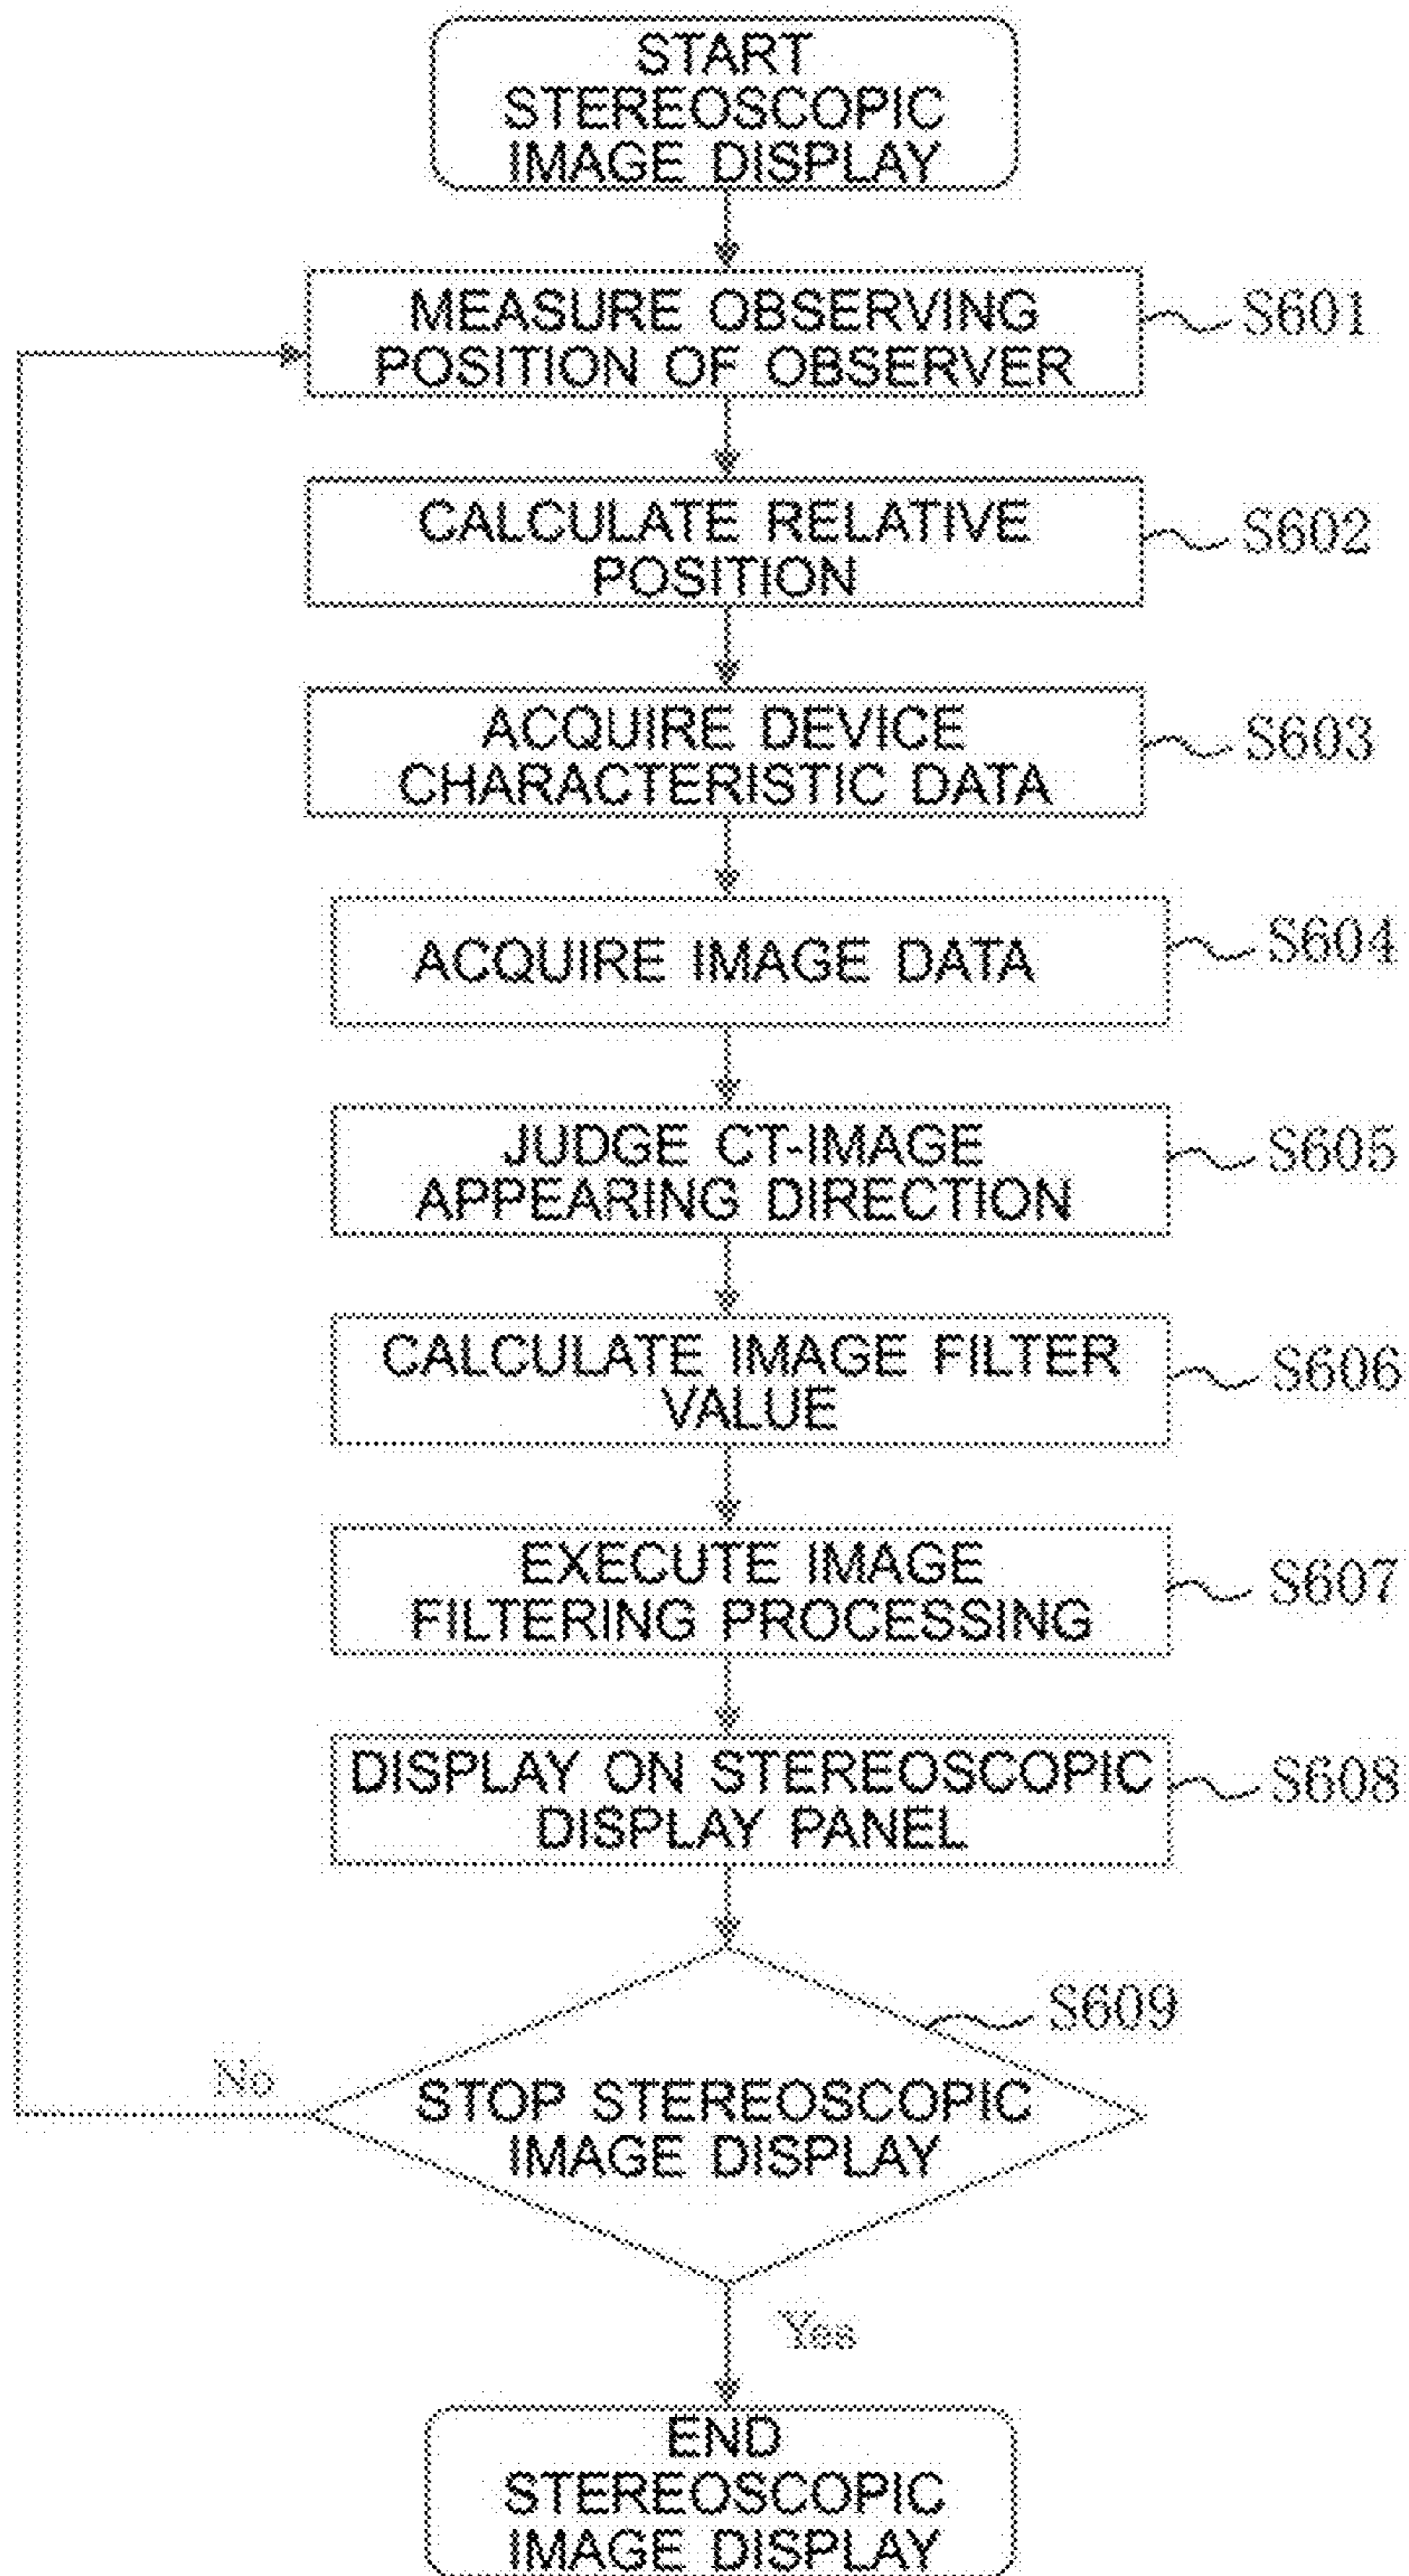 START
STEREOSCOPIC
IMAGE DISPLAY
MEASURE OBSERVING
POSITION OF OBSERVER
S601
CALCULATE RELATIVE
POSITION
S602
ACQUIRE DEVICE
CHARACTERISTIC DATA
S603
ACQUIRE IMAGE DATA
S604
JUDGE CT-IMAGE
APPEARING DIRECTION
S605
CALCULATE IMAGE FILTER
VALUE
S606
EXECUTE IMAGE
FILTERING PROCESSING
S607
DISPLAY ON STEREOSCOPIC
DISPLAY PANEL
S608
S609
No
STOP STEREOSCOPIC
IMAGE DISPLAY
Yes
END
STEREOSCOPIC
IMAGE DISPLAY